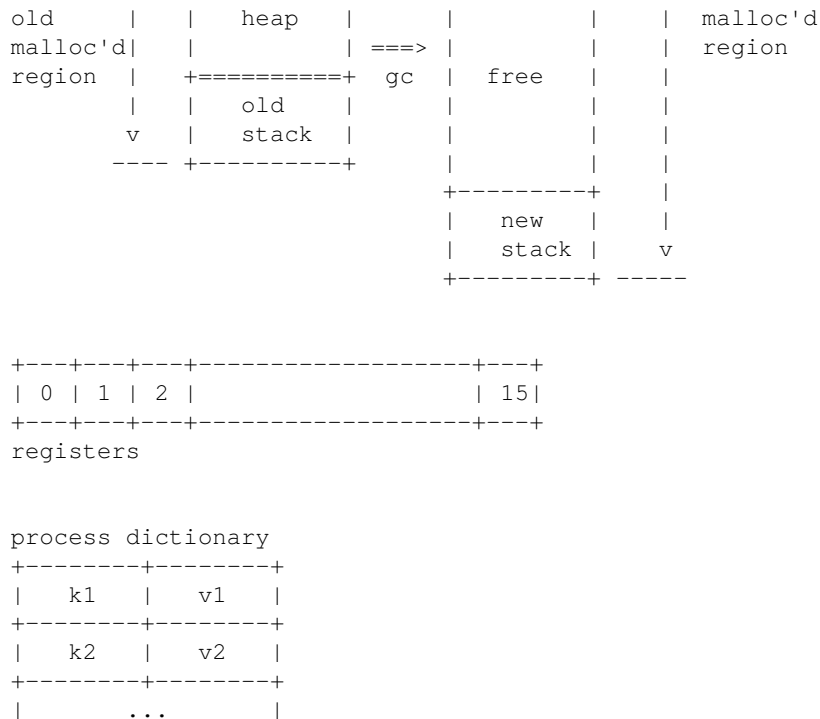 old | | heap | | | | malloc'd
malloc'd| | | ===> | | | region
region | +==========+ gc | free | |
| | old | | | |
v | stack | | | |
---- +----------+ | | |
+---------+ |
| new | |
| stack | v
+---------+ -----
+---+---+---+-------------------+---+
| 0 | 1 | 2 | | 15|
+---+---+---+-------------------+---+
registers
process dictionary
+--------+--------+
| k1 | v1 |
+--------+--------+
| k2 | v2 |
+--------+--------+
| ... |